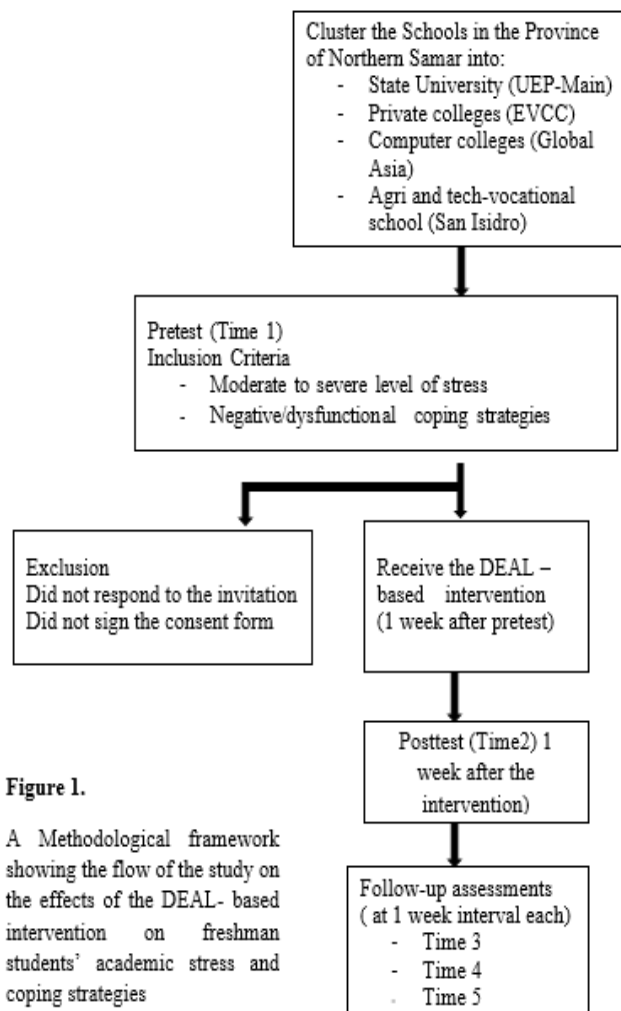 Cluster the Schools in the Province
of Northern Samar into:
- State University (UEP-Main)
- Private colleges (EVCC)
- Computer colleges (Global
Asia)
- Agri and tech-vocational
school (San Isidro)
Pretest (Time 1)
Inclusion Criteria
- Moderate to severe level of stress
- Negative/dysfunctional coping strategies
Exclusion
Did not respond to the invitation
Did not sign the consent form
Receive the DEAL –
based intervention
(1 week after pretest)
Posttest (Time2) 1
week after the
intervention)
Follow-up assessments
( at 1 week interval each)
- Time 3
- Time 4
- Time 5
Figure 1.
A Methodological framework
showing the flow of the study on
the effects of the DEAL- based
intervention on freshman
students’ academic stress and
coping strategies